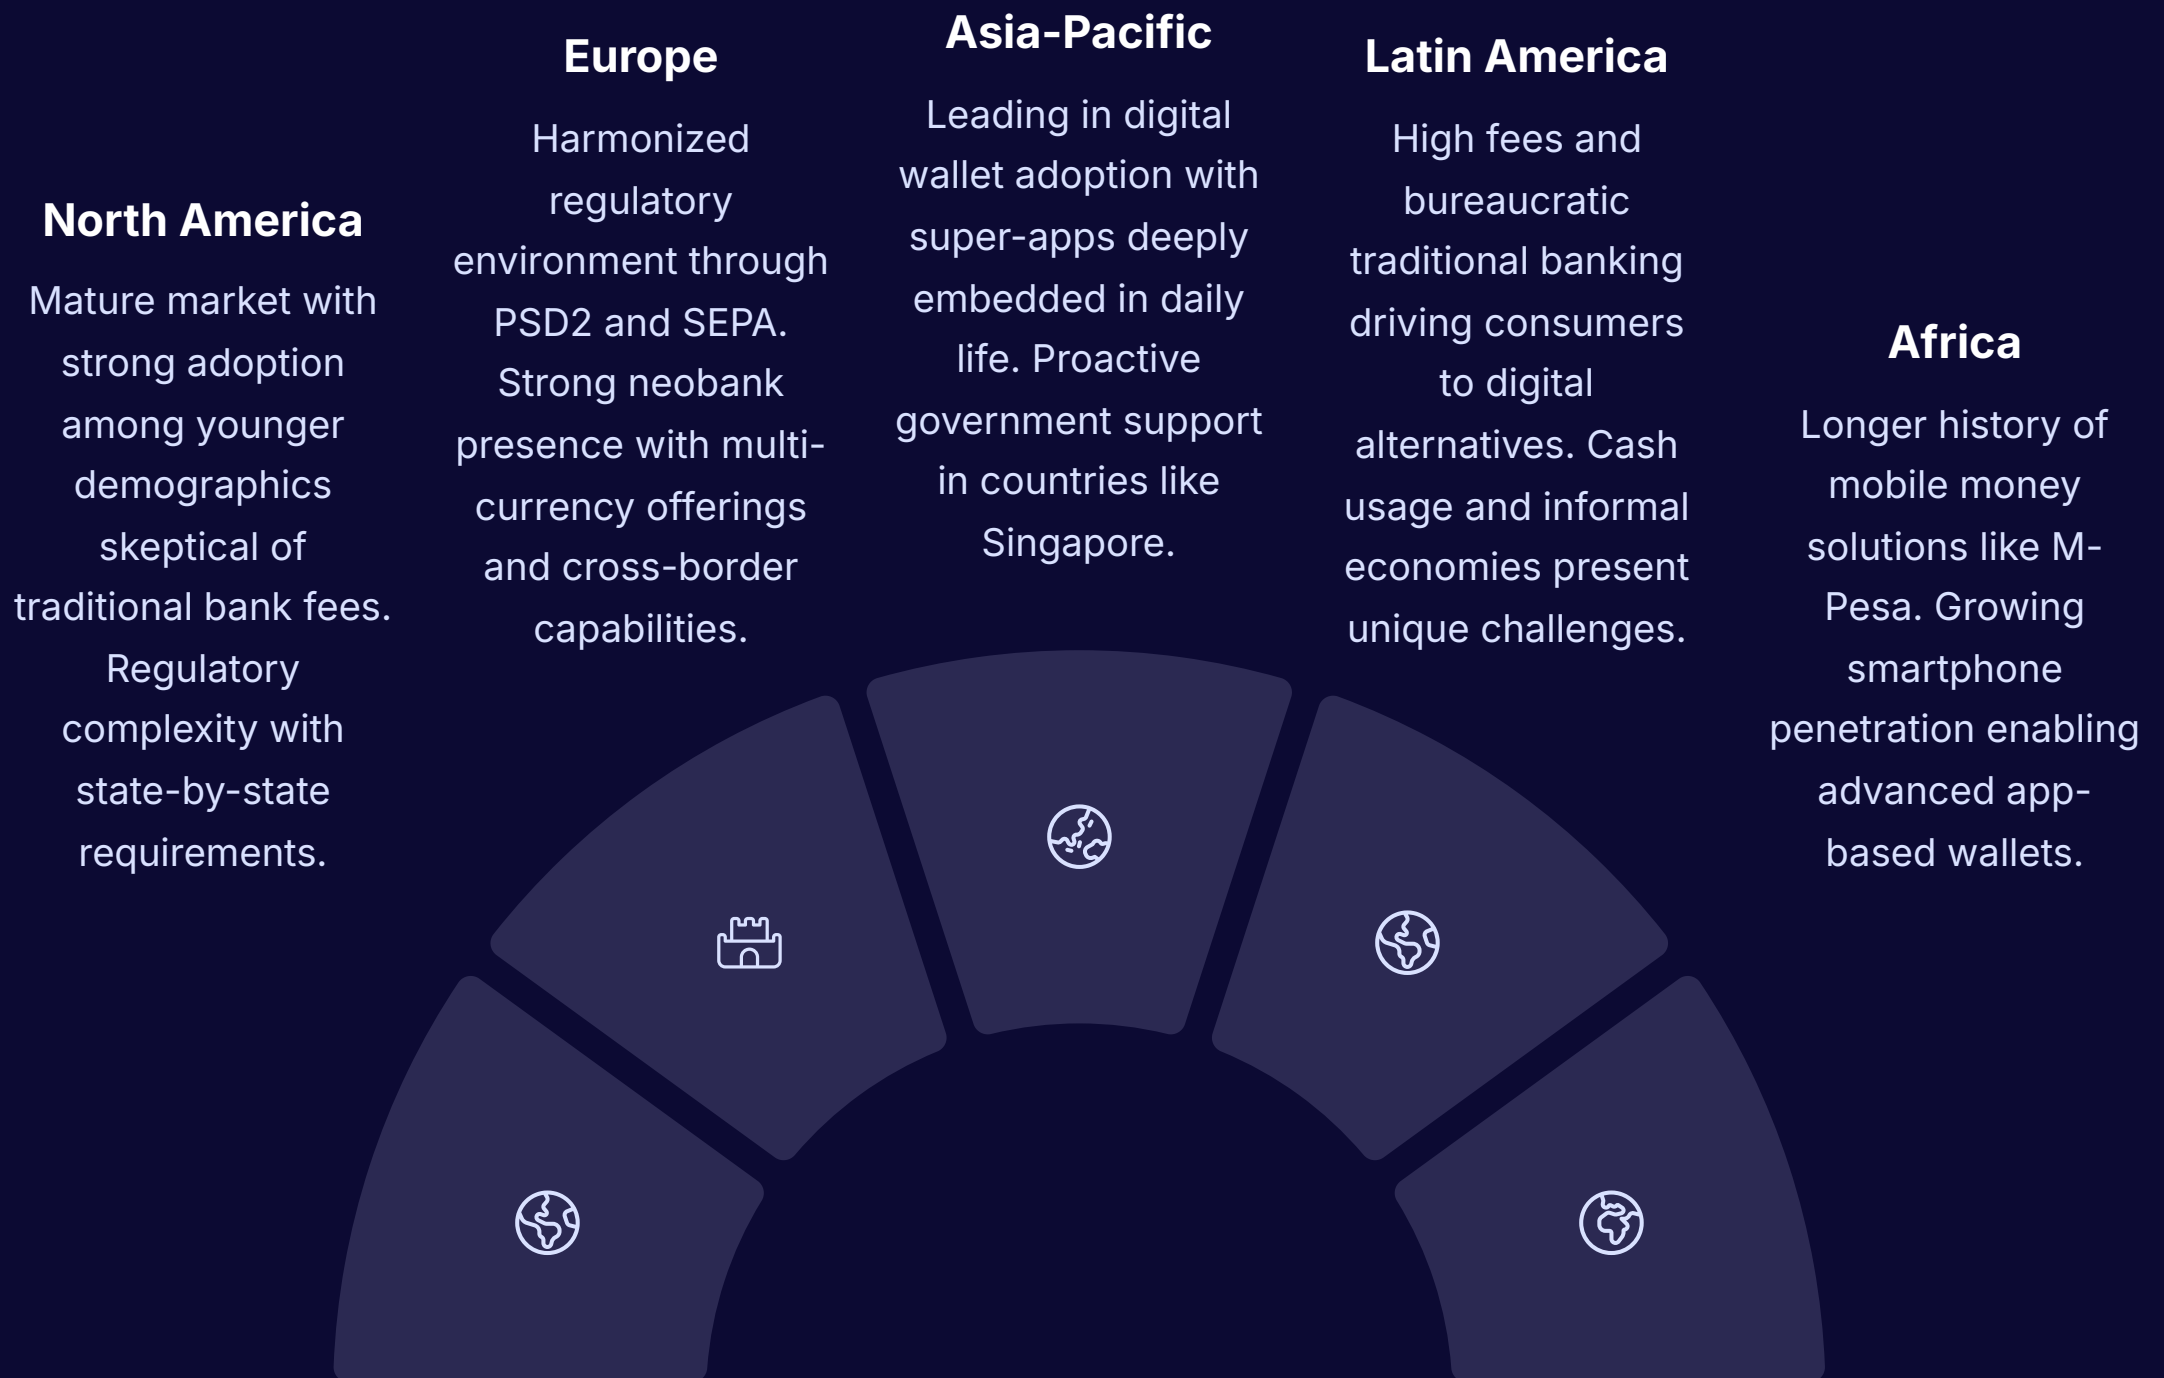 North America
Mature market with
strong adoption
among younger
demographics
skeptical of
traditional bank fees.
Regulatory
complexity with
state-by-state
requirements.
Europe
Harmonized
regulatory
environment through
PSD2 and SEPA.
Strong neobank
presence with multi-
currency offerings
and cross-border
capabilities.
Asia-Pacific
Leading in digital
wallet adoption with
super-apps deeply
embedded in daily
life. Proactive
government support
in countries like
Singapore.
Latin America
High fees and
bureaucratic
traditional banking
driving consumers
to digital
alternatives. Cash
usage and informal
economies present
unique challenges.
Africa
Longer history of
mobile money
solutions like M-
Pesa. Growing
smartphone
penetration enabling
advanced app-
based wallets.